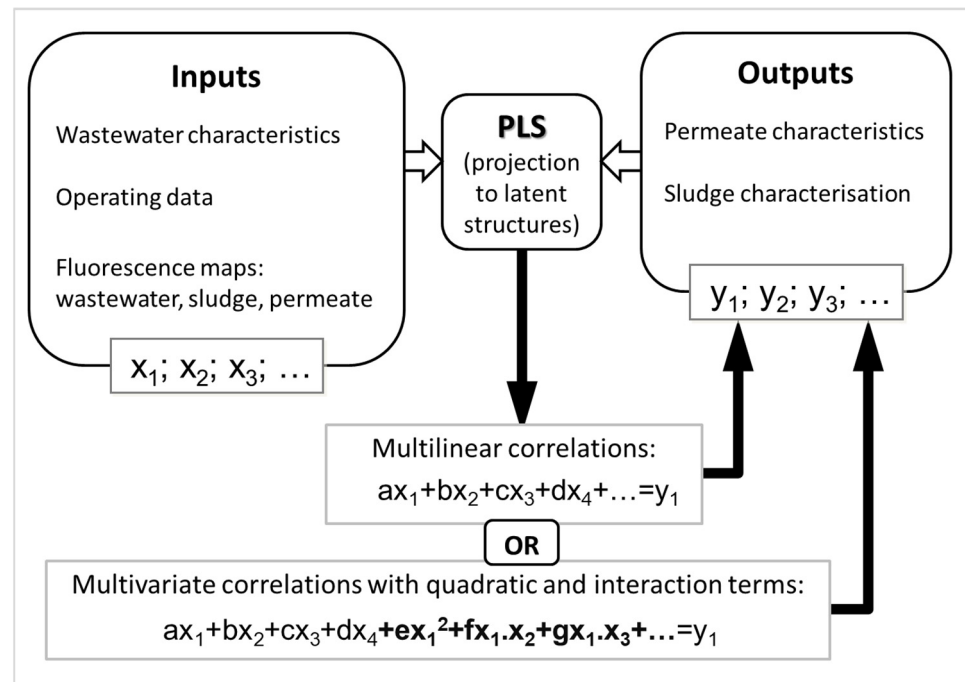 Inputs
Wastewater characteristics
Operating data
Fluorescence maps:
wastewater, sludge, permeate
x₁; x₂; x₃; …
PLS
(projection
to latent
structures)
Outputs
Permeate characteristics
Sludge characterisation
y₁; y₂; y₃; …
Multilinear correlations:
ax₁+bx₂+cx₃+dx₄+…=y₁
OR
Multivariate correlations with quadratic and interaction terms:
ax₁+bx₂+cx₃+dx₄+ex₁²+fx₁.x₂+gx₁.x₃+…=y₁